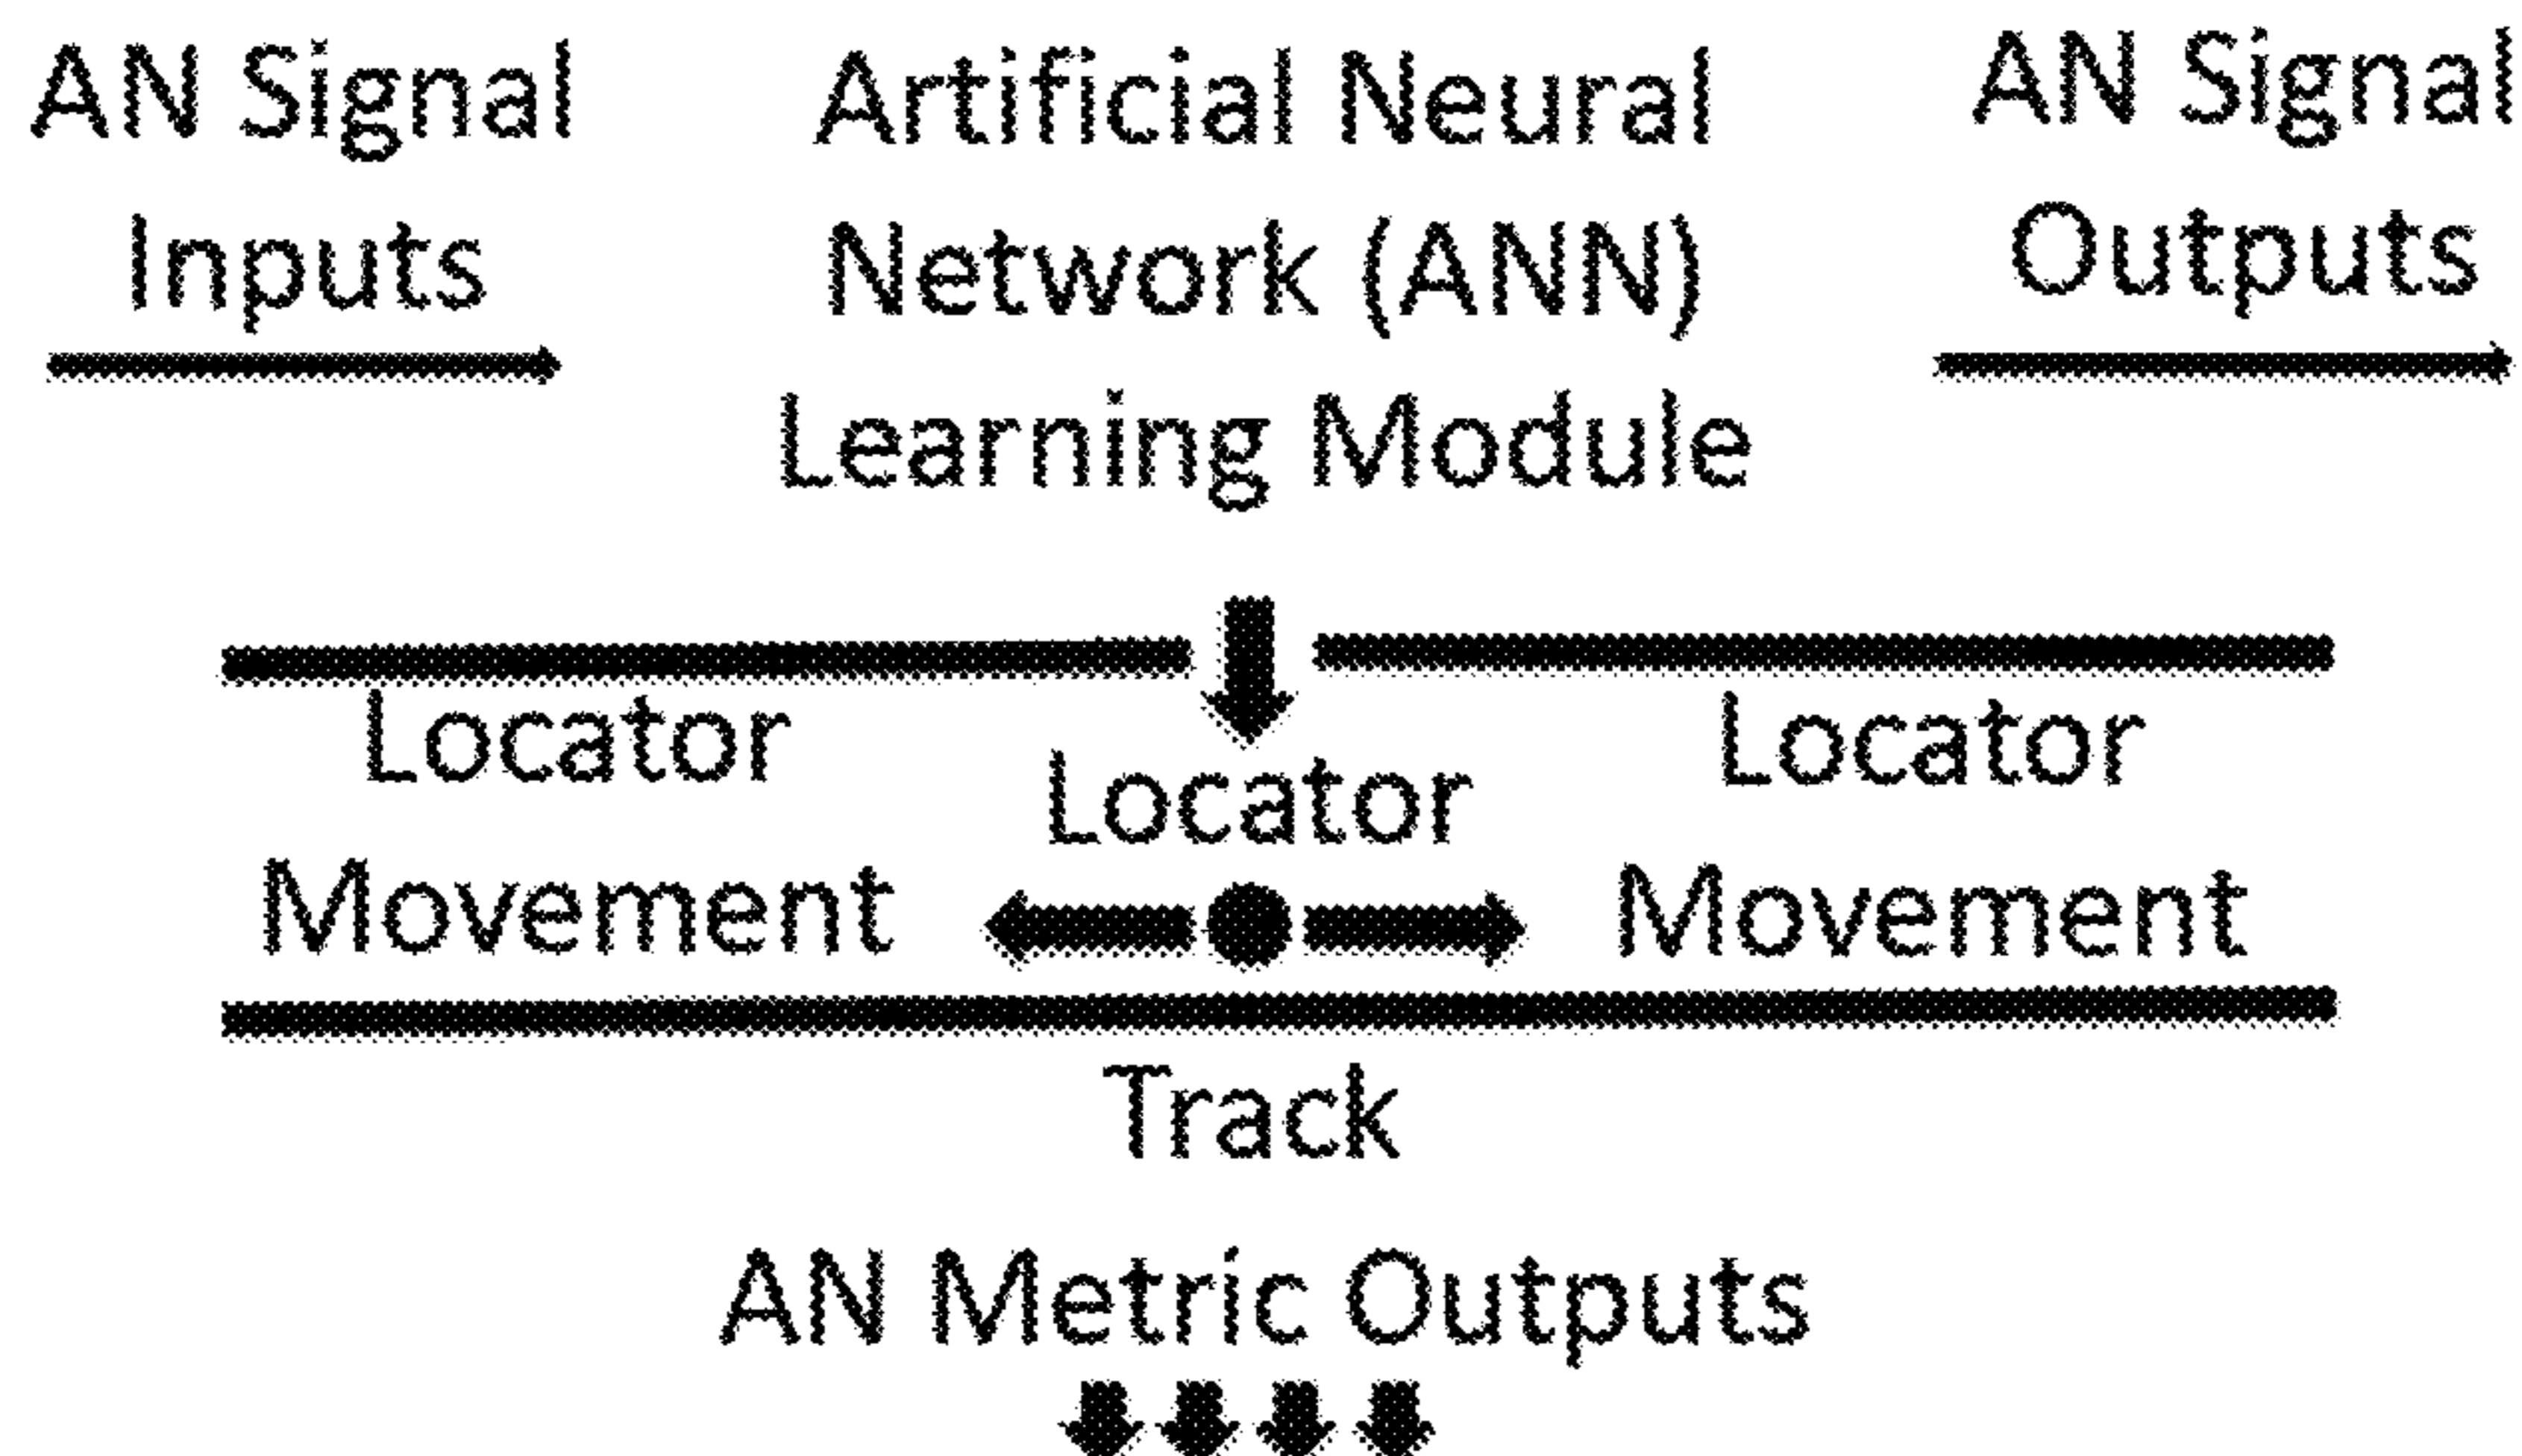 AN Signal
Inputs
Artificial Neural
Network (ANN)
Learning Module
AN Signal
Outputs
Locator
Movement
Locator
Locator
Movement
Track
AN Metric Outputs